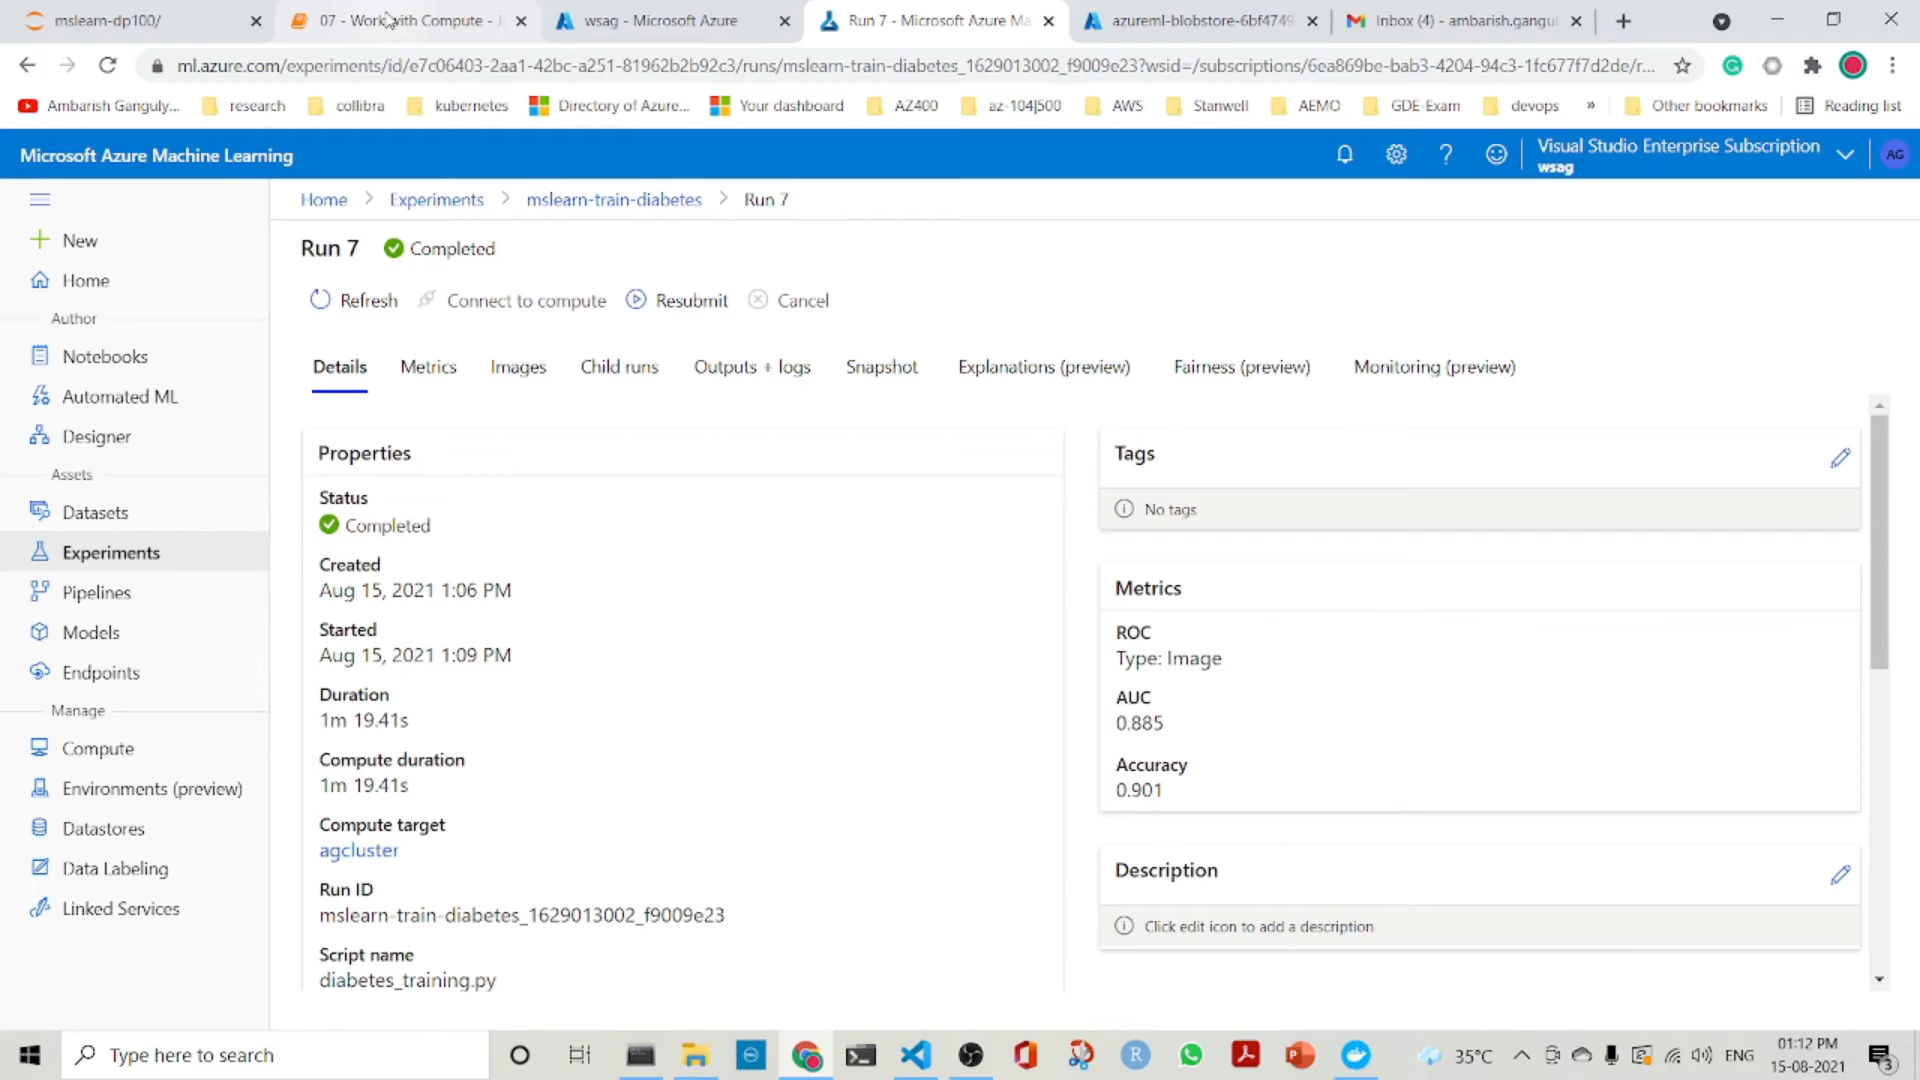 mslearn-dp100/
07 - Work with Compute - J
wsag - Microsoft Azure
Run 7 - Microsoft Azure Ma
azureml-blobstore-6bf4749
Inbox (4) - ambarish.gangul
ml.azure.com/experiments/id/e7c06403-2aa1-42bc-a251-81962b2b92c3/runs/mslearn-train-diabetes_1629013002_f9009e23?wsid=/subscriptions/6ea869be-bab3-4204-94c3-1fc677f7d2de/r...
Ambarish Ganguly...
research
collibra
kubernetes
Directory of Azure...
Your dashboard
AZ400
az-104|500
AWS
Stanwell
AEMO
GDE-Exam
devops
»
Other bookmarks
Reading list
Microsoft Azure Machine Learning
Visual Studio Enterprise Subscription
wsag
AG
Home > Experiments > mslearn-train-diabetes > Run 7
New
Home
Author
Notebooks
Automated ML
Designer
Assets
Datasets
Experiments
Pipelines
Models
Endpoints
Manage
Compute
Environments (preview)
Datastores
Data Labeling
Linked Services
Run 7
Completed
Refresh
Connect to compute
Resubmit
Cancel
Details
Metrics
Images
Child runs
Outputs + logs
Snapshot
Explanations (preview)
Fairness (preview)
Monitoring (preview)
Properties
Status
Completed
Created
Aug 15, 2021 1:06 PM
Started
Aug 15, 2021 1:09 PM
Duration
1m 19.41s
Compute duration
1m 19.41s
Compute target
agcluster
Run ID
mslearn-train-diabetes_1629013002_f9009e23
Script name
diabetes_training.py
Tags
No tags
Metrics
ROC
Type: Image
AUC
0.885
Accuracy
0.901
Description
Click edit icon to add a description
Type here to search
35°C
ENG
01:12 PM
15-08-2021
3